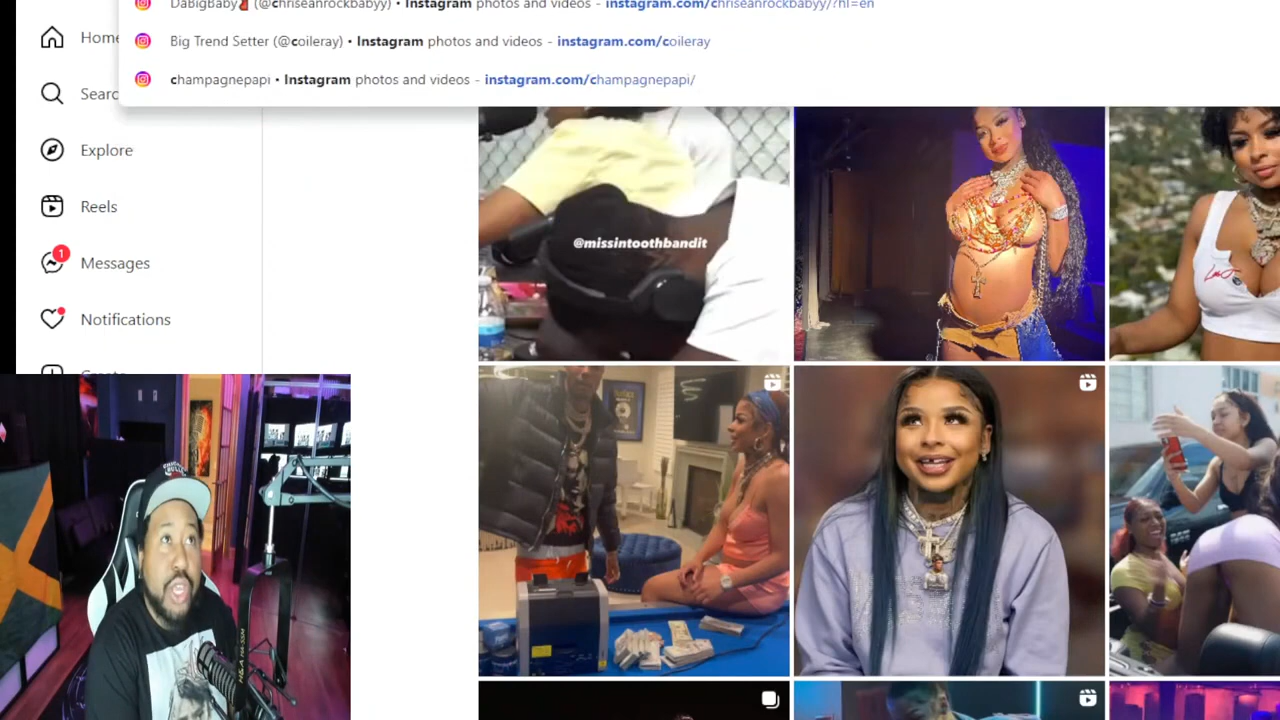 DaBigBaby (@chriseanrockbabyy) • Instagram photos and videos - instagram.com/chriseanrockbabyy/?hl=en
Big Trend Setter (@coileray) • Instagram photos and videos - instagram.com/coileray
champagnepapi • Instagram photos and videos - instagram.com/champagnepapi/
Home
Searc
Explore
Reels
1
Messages
Notifications
@missintoothbandit